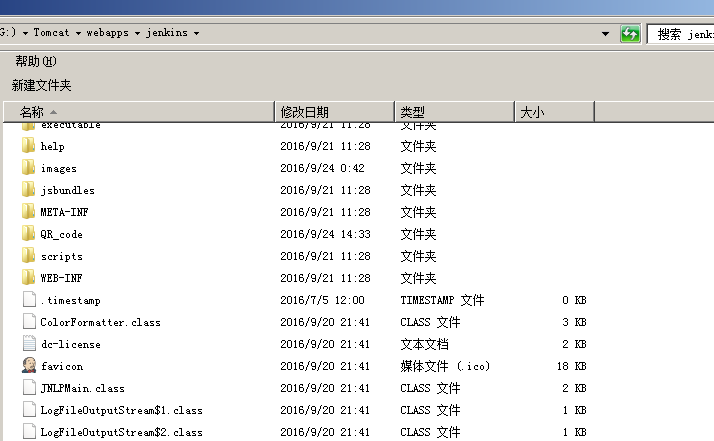 G:) Tomcat webapps jenkins 搜索 jenki
帮助(H)
新建文件夹
名称 修改日期 类型 大小
executable 2016/9/21 11:28 文件夹
help 2016/9/21 11:28 文件夹
images 2016/9/24 0:42 文件夹
jsbundles 2016/9/21 11:28 文件夹
META-INF 2016/9/21 11:28 文件夹
QR_code 2016/9/24 14:33 文件夹
scripts 2016/9/21 11:28 文件夹
WEB-INF 2016/9/21 11:28 文件夹
.timestamp 2016/7/5 12:00 TIMESTAMP 文件 0 KB
ColorFormatter.class 2016/9/20 21:41 CLASS 文件 3 KB
dc-license 2016/9/20 21:41 文本文档 2 KB
favicon 2016/9/20 21:41 媒体文件 (.ico) 18 KB
JNLPMain.class 2016/9/20 21:41 CLASS 文件 2 KB
LogFileOutputStream$1.class 2016/9/20 21:41 CLASS 文件 1 KB
LogFileOutputStream$2.class 2016/9/20 21:41 CLASS 文件 1 KB